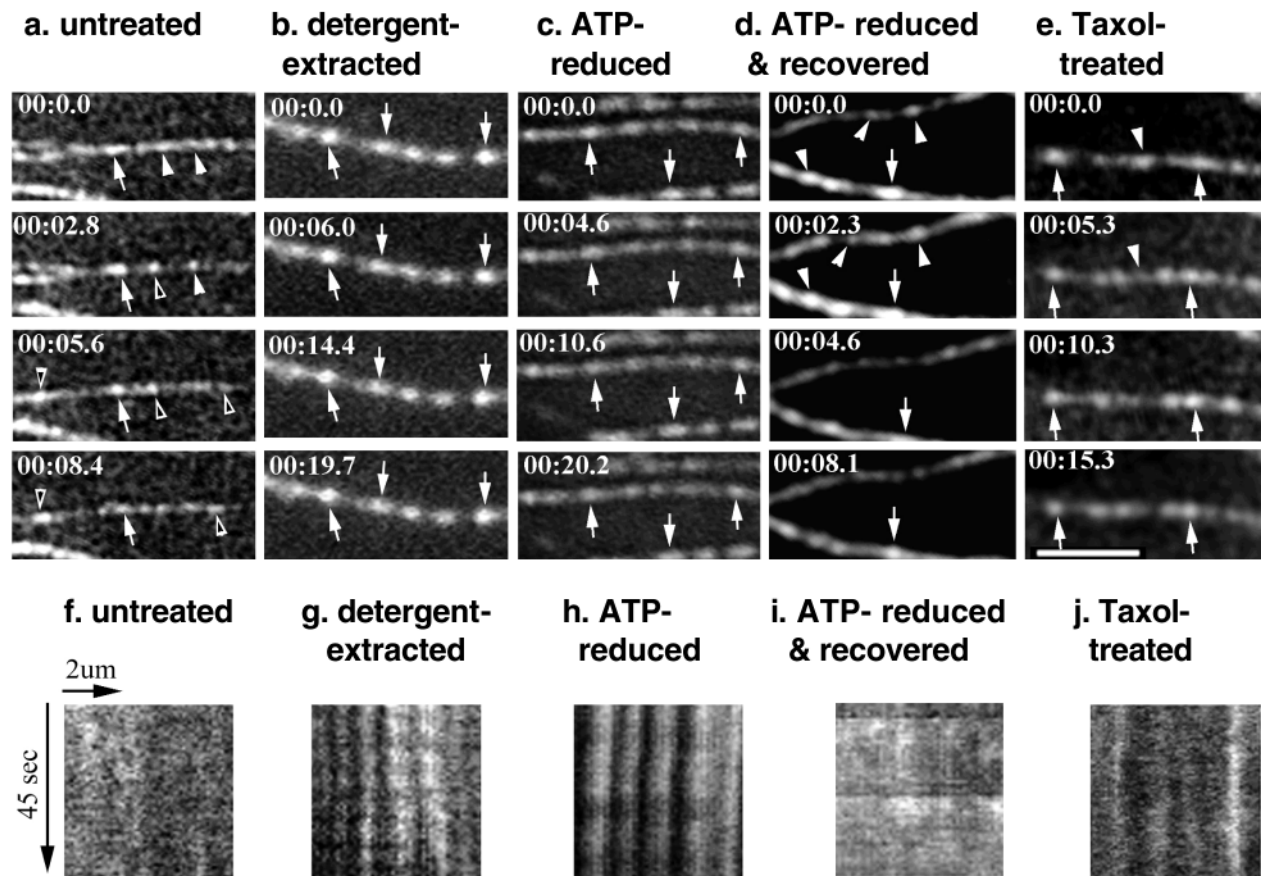 a. untreated
b. detergent-
extracted
c. ATP-
reduced
d. ATP- reduced
& recovered
e. Taxol-
treated
00:0.0
00:0.0
00:0.0
00:0.0
00:0.0
00:02.8
00:06.0
00:04.6
00:02.3
00:05.3
00:05.6
00:14.4
00:10.6
00:04.6
00:10.3
00:08.4
00:19.7
00:20.2
00:08.1
00:15.3
f. untreated
g. detergent-
extracted
h. ATP-
reduced
i. ATP- reduced
& recovered
j. Taxol-
treated
2um
45 sec